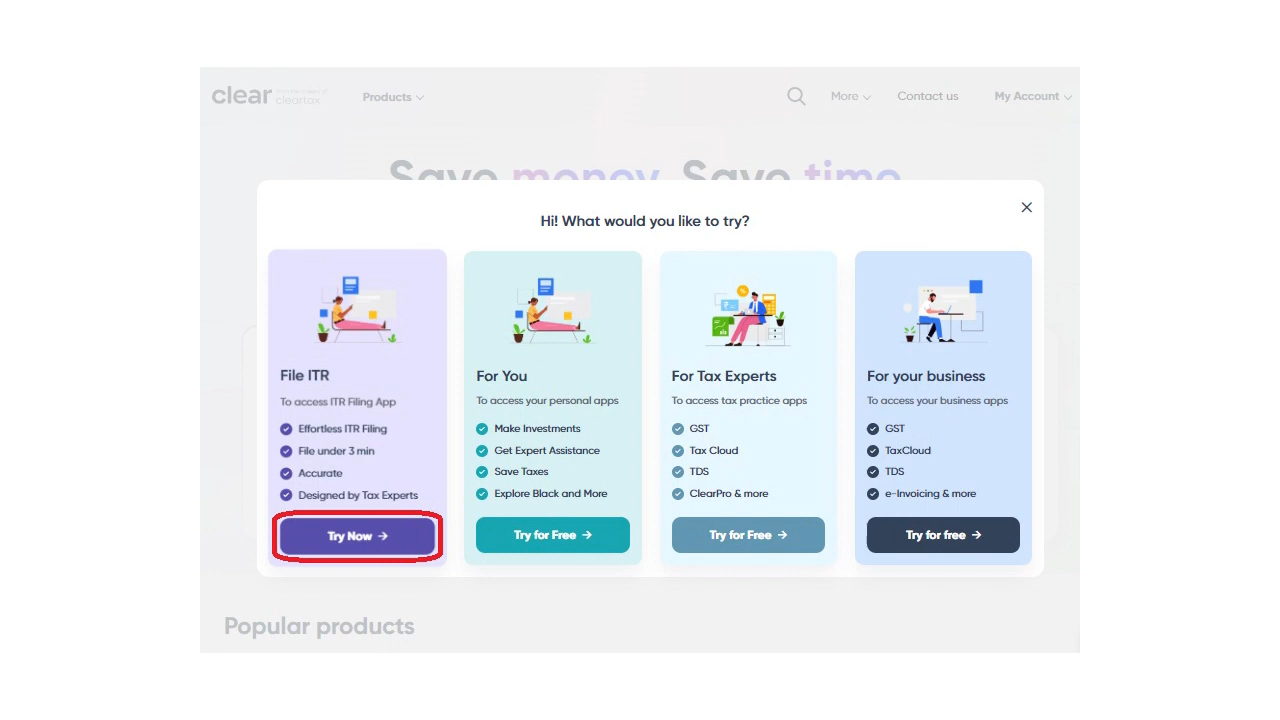 clear
cleartax
Products
More
Contact us
My Account
Save money. Save time
Hi! What would you like to try?
File ITR
To access ITR Filing App
Effortless ITR Filing
File under 3 min
Accurate
Designed by Tax Experts
Try Now →
For You
To access your personal apps
Make Investments
Get Expert Assistance
Save Taxes
Explore Black and More
Try for Free →
For Tax Experts
To access tax practice apps
GST
Tax Cloud
TDS
ClearPro & more
Try for Free →
For your business
To access your business apps
GST
TaxCloud
TDS
e-Invoicing & more
Try for free →
Popular products